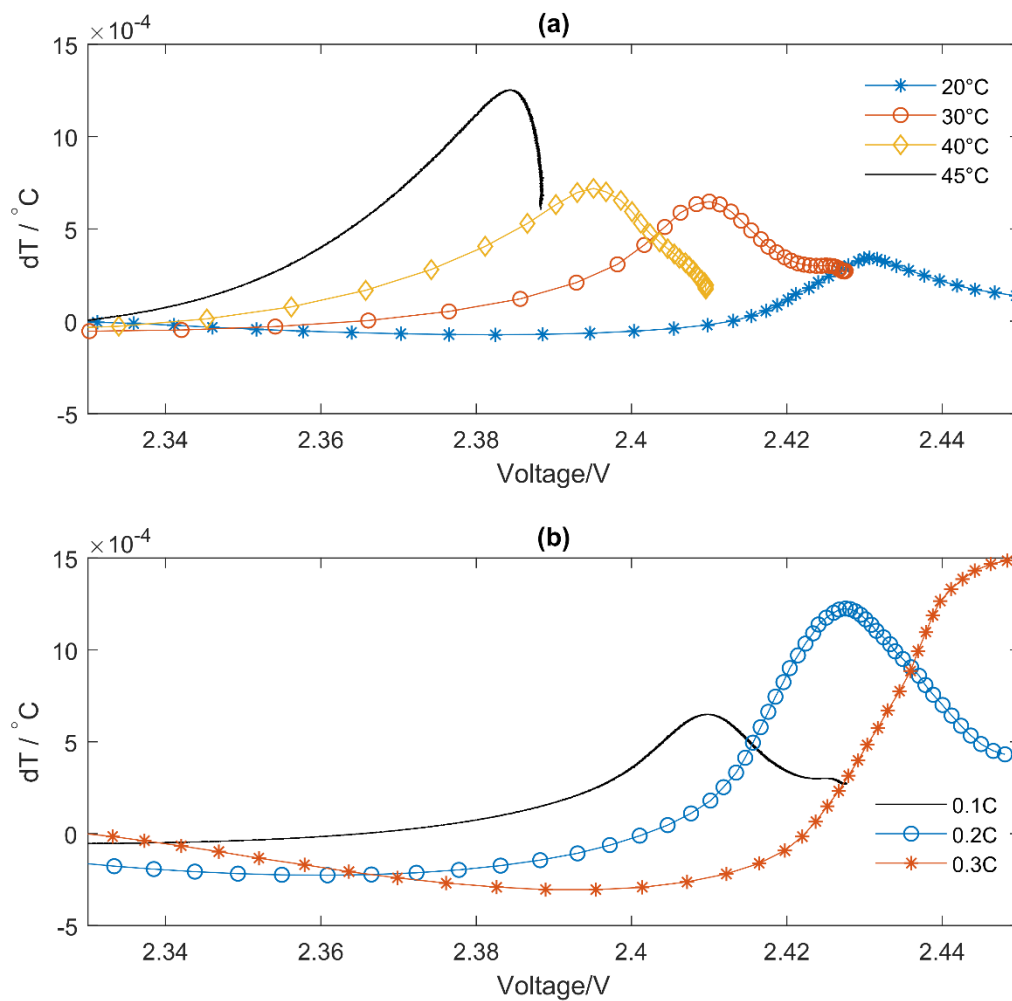 (a)
×10⁻⁴
15
10
5
0
-5
dT / °C
2.34 2.36 2.38 2.4 2.42 2.44
Voltage/V
20°C
30°C
40°C
45°C
(b)
×10⁻⁴
15
10
5
0
-5
dT / °C
2.34 2.36 2.38 2.4 2.42 2.44
Voltage/V
0.1C
0.2C
0.3C